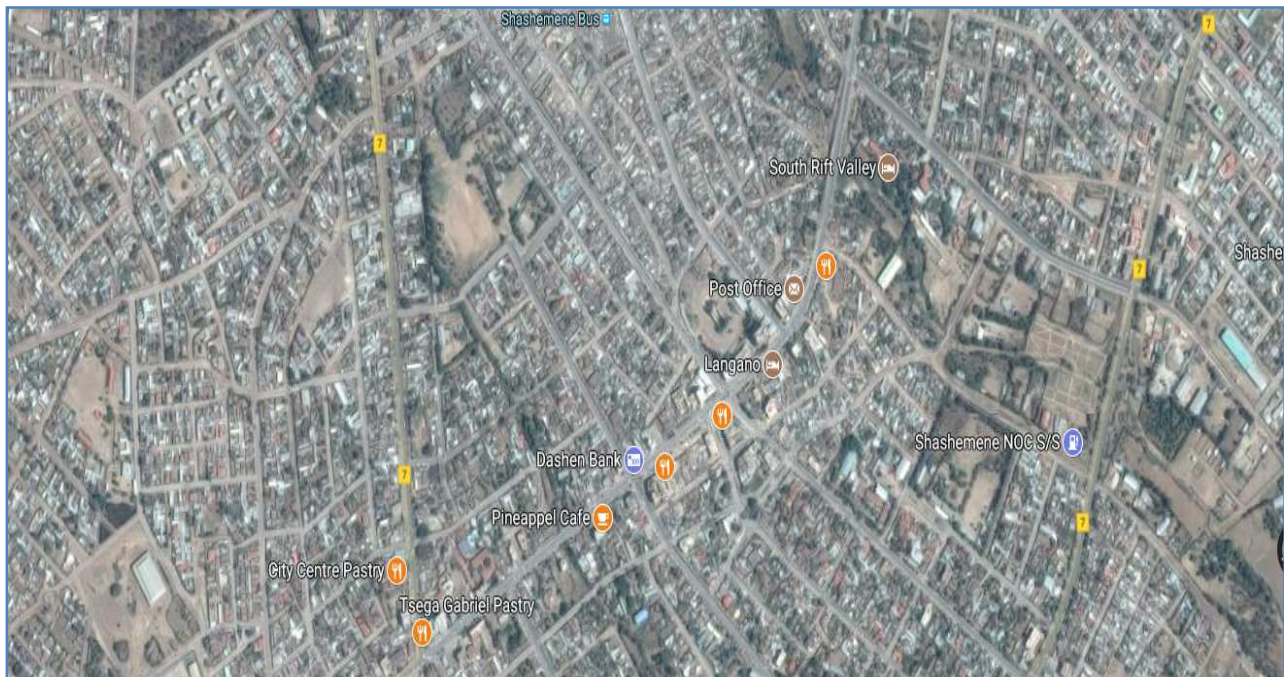 Shashemene Bus
7
7
South Rift Valley
Shashe
7
Post Office
Langano
Shashemene NOC S/S
Dashen Bank
7
Pineappel Cafe
7
City Centre Pastry
Tsega Gabriel Pastry